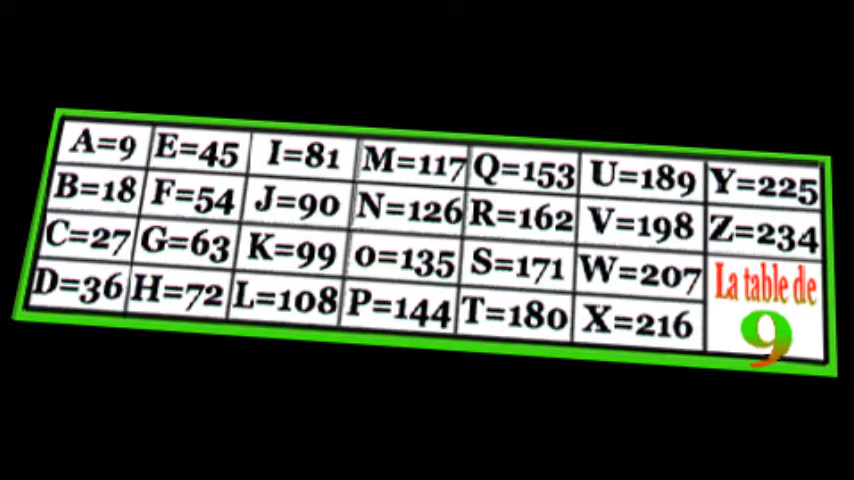 A=9 E=45 I=81 M=117 Q=153 U=189 Y=225
B=18 F=54 J=90 N=126 R=162 V=198 Z=234
C=27 G=63 K=99 o=135 S=171 W=207 La table de
D=36 H=72 L=108 P=144 T=180 X=216 9